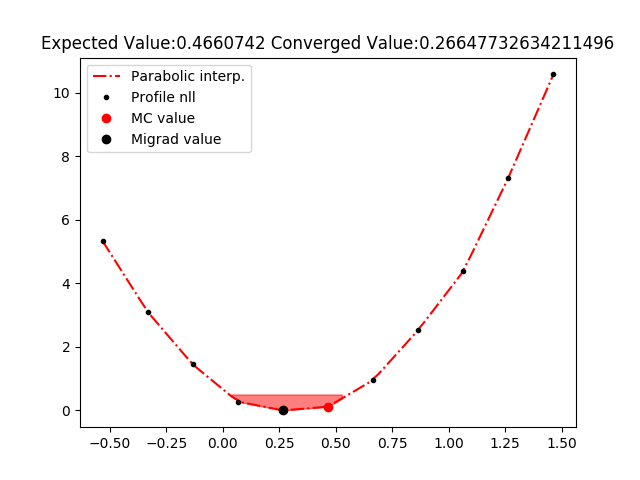 Expected Value:0.4660742 Converged Value:0.26647732634211496
Parabolic interp.
Profile nll
MC value
Migrad value
10
8
6
4
2
0
−0.50 −0.25 0.00 0.25 0.50 0.75 1.00 1.25 1.50